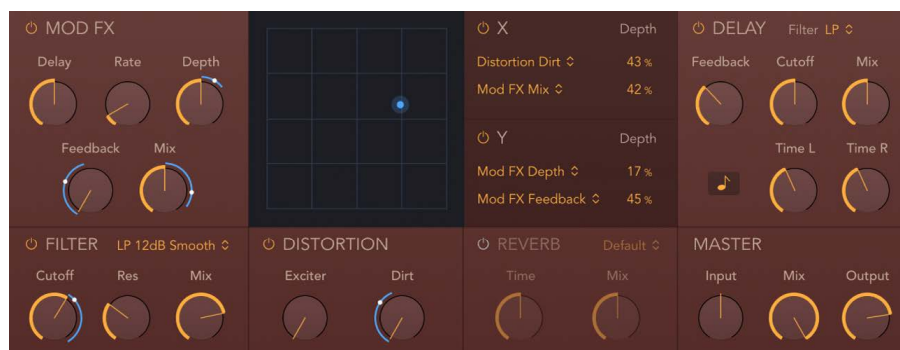 MOD FX
Delay Rate Depth
Feedback Mix
X Depth
Distortion Dirt 43 %
Mod FX Mix 42 %
Y Depth
Mod FX Depth 17 %
Mod FX Feedback 45 %
DELAY Filter LP
Feedback Cutoff Mix
Time L Time R
FILTER LP 12dB Smooth
Cutoff Res Mix
DISTORTION
Exciter Dirt
REVERB Default
Time Mix
MASTER
Input Mix Output